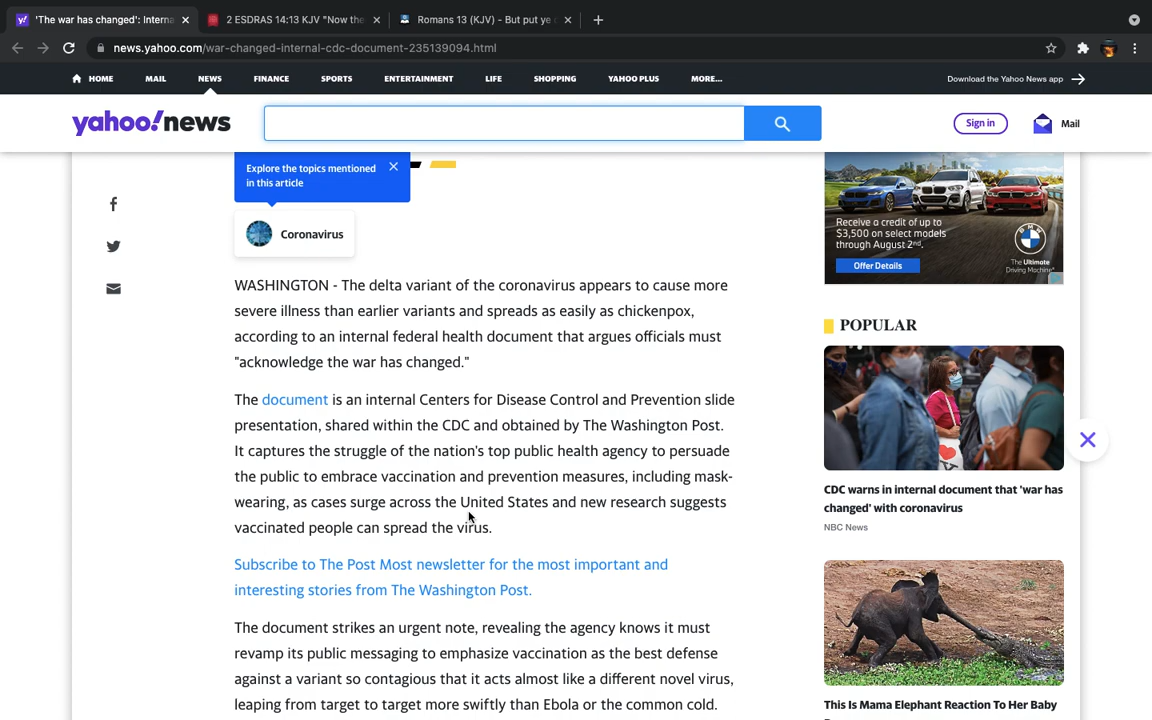 'The war has changed': Interna
2 ESDRAS 14:13 KJV "Now the
Romans 13 (KJV) - But put ye
news.yahoo.com/war-changed-internal-cdc-document-235139094.html
HOME MAIL NEWS FINANCE SPORTS ENTERTAINMENT LIFE SHOPPING YAHOO PLUS MORE...
Download the Yahoo News app
yahoo!news
Sign in
Mail
Explore the topics mentioned
in this article
Coronavirus
WASHINGTON - The delta variant of the coronavirus appears to cause more
severe illness than earlier variants and spreads as easily as chickenpox,
according to an internal federal health document that argues officials must
"acknowledge the war has changed."
The document is an internal Centers for Disease Control and Prevention slide
presentation, shared within the CDC and obtained by The Washington Post.
It captures the struggle of the nation's top public health agency to persuade
the public to embrace vaccination and prevention measures, including mask-
wearing, as cases surge across the United States and new research suggests
vaccinated people can spread the virus.
Subscribe to The Post Most newsletter for the most important and
interesting stories from The Washington Post.
The document strikes an urgent note, revealing the agency knows it must
revamp its public messaging to emphasize vaccination as the best defense
against a variant so contagious that it acts almost like a different novel virus,
leaping from target to target more swiftly than Ebola or the common cold.
Receive a credit of up to
$3,500 on select models
through August 2nd.
Offer Details
The Ultimate
Driving Machine®
POPULAR
CDC warns in internal document that 'war has
changed' with coronavirus
NBC News
This Is Mama Elephant Reaction To Her Baby